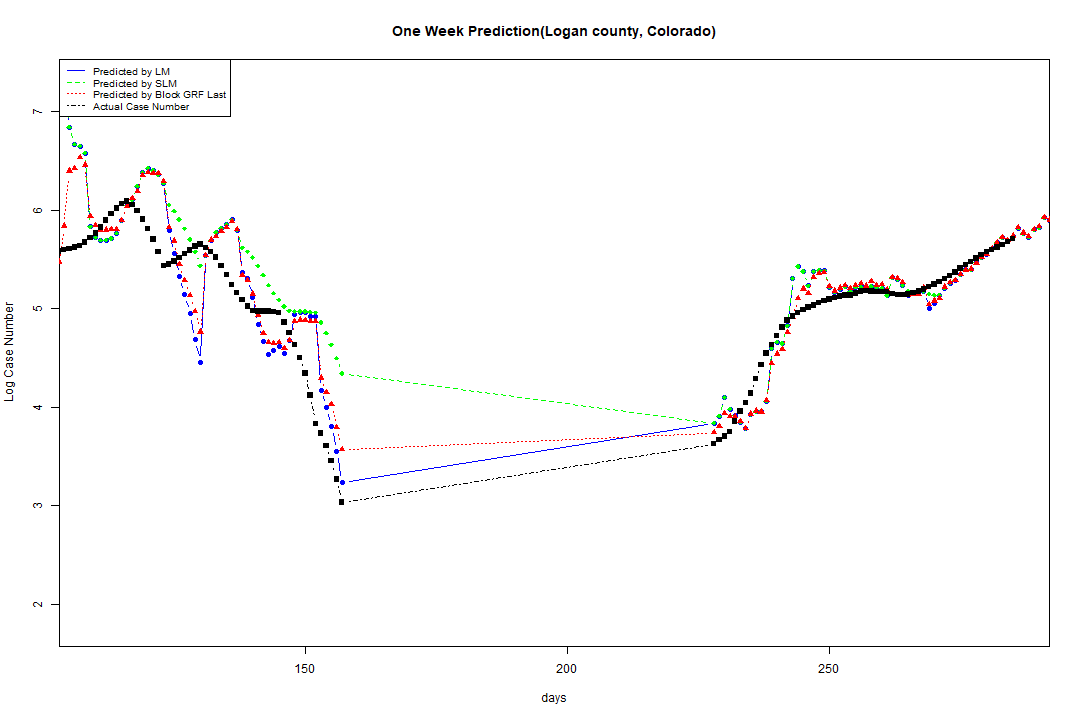 One Week Prediction(Logan county, Colorado)
Predicted by LM
Predicted by SLM
Predicted by Block GRF Last
Actual Case Number
7
6
5
4
3
2
Log Case Number
150 200 250
days